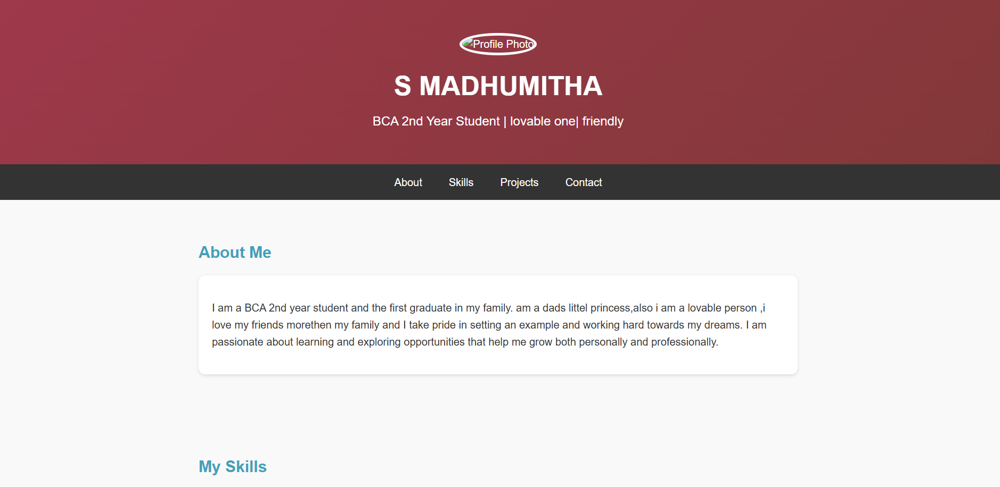 Profile Photo
S MADHUMITHA
BCA 2nd Year Student | lovable one| friendly
About Skills Projects Contact
About Me
I am a BCA 2nd year student and the first graduate in my family. am a dads littel princess,also i am a lovable person ,i
love my friends morethen my family and I take pride in setting an example and working hard towards my dreams. I am
passionate about learning and exploring opportunities that help me grow both personally and professionally.
My Skills